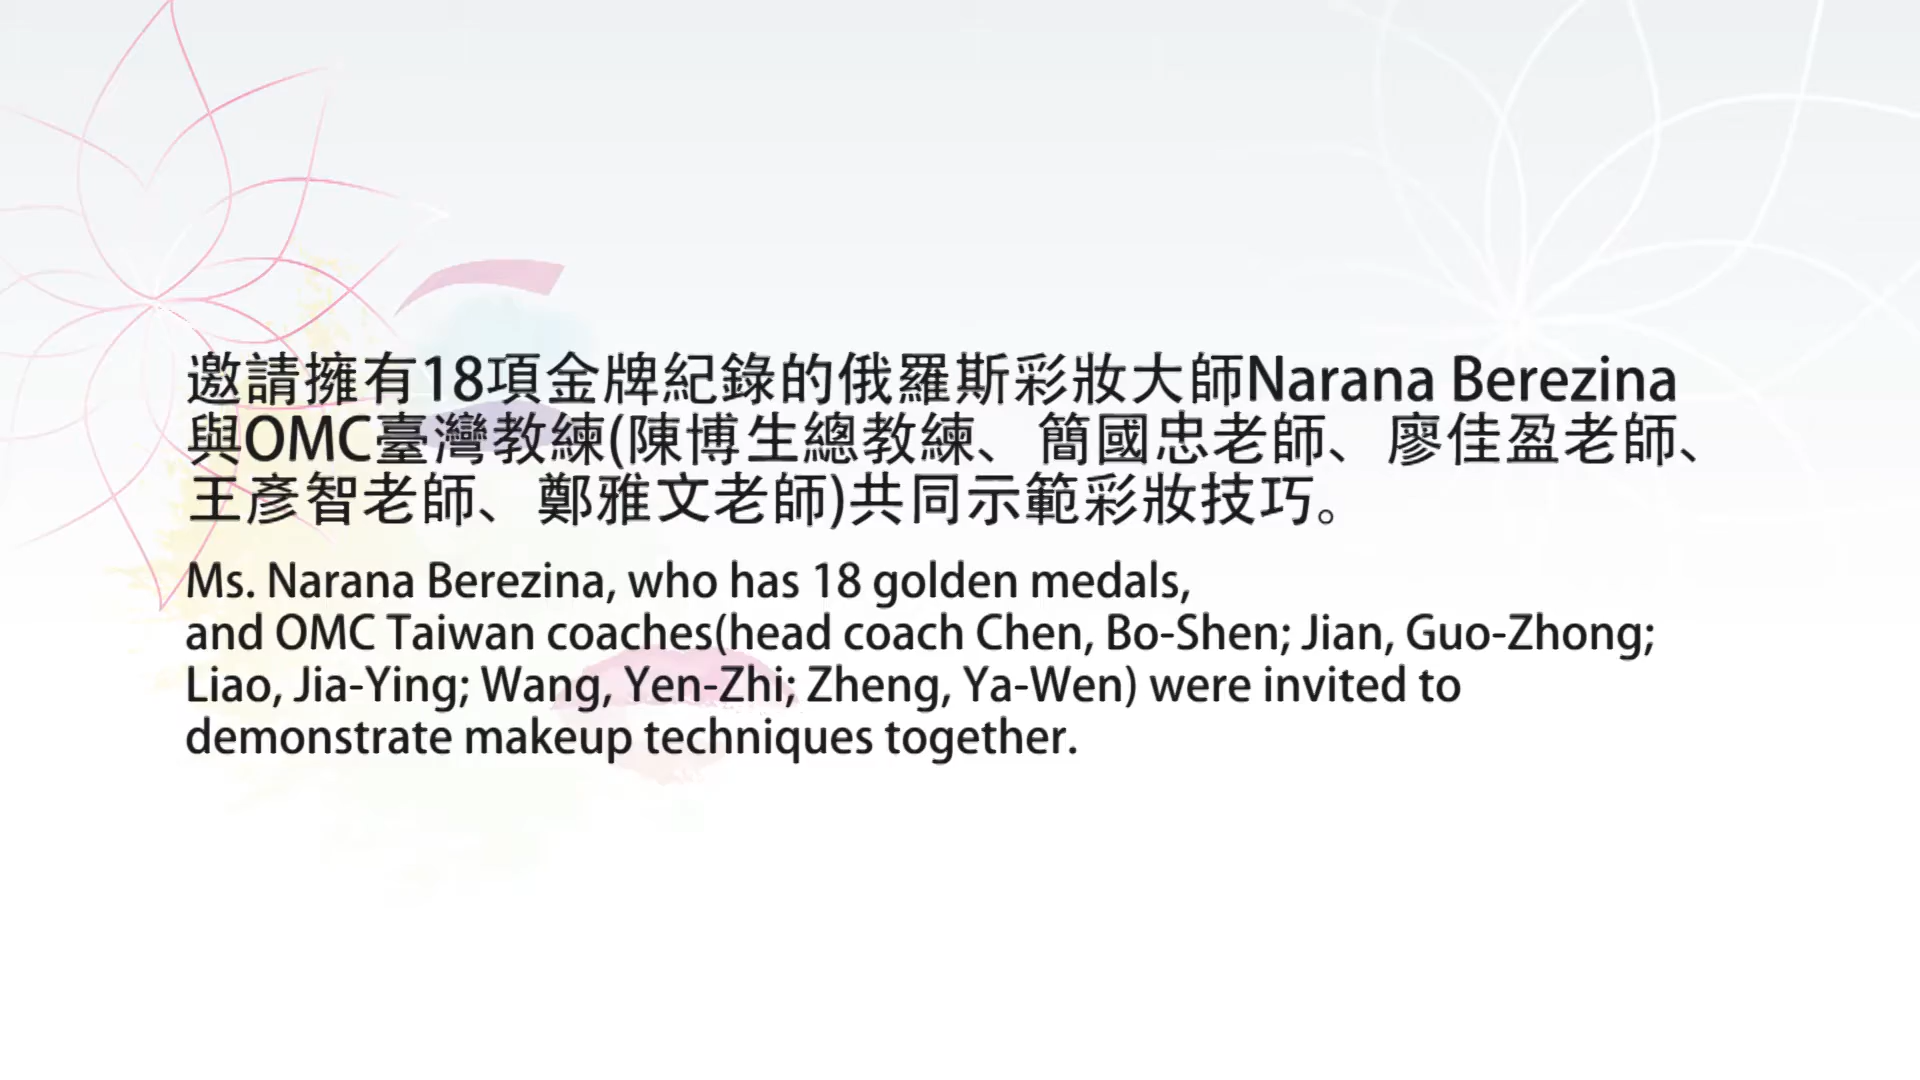 邀請擁有18項金牌紀錄的俄羅斯彩妝大師Narana Berezina
與OMC臺灣教練(陳博生總教練、簡國忠老師、廖佳盈老師、
王彥智老師、鄭雅文老師)共同示範彩妝技巧。
Ms. Narana Berezina, who has 18 golden medals,
and OMC Taiwan coaches(head coach Chen, Bo-Shen; Jian, Guo-Zhong;
Liao, Jia-Ying; Wang, Yen-Zhi; Zheng, Ya-Wen) were invited to
demonstrate makeup techniques together.